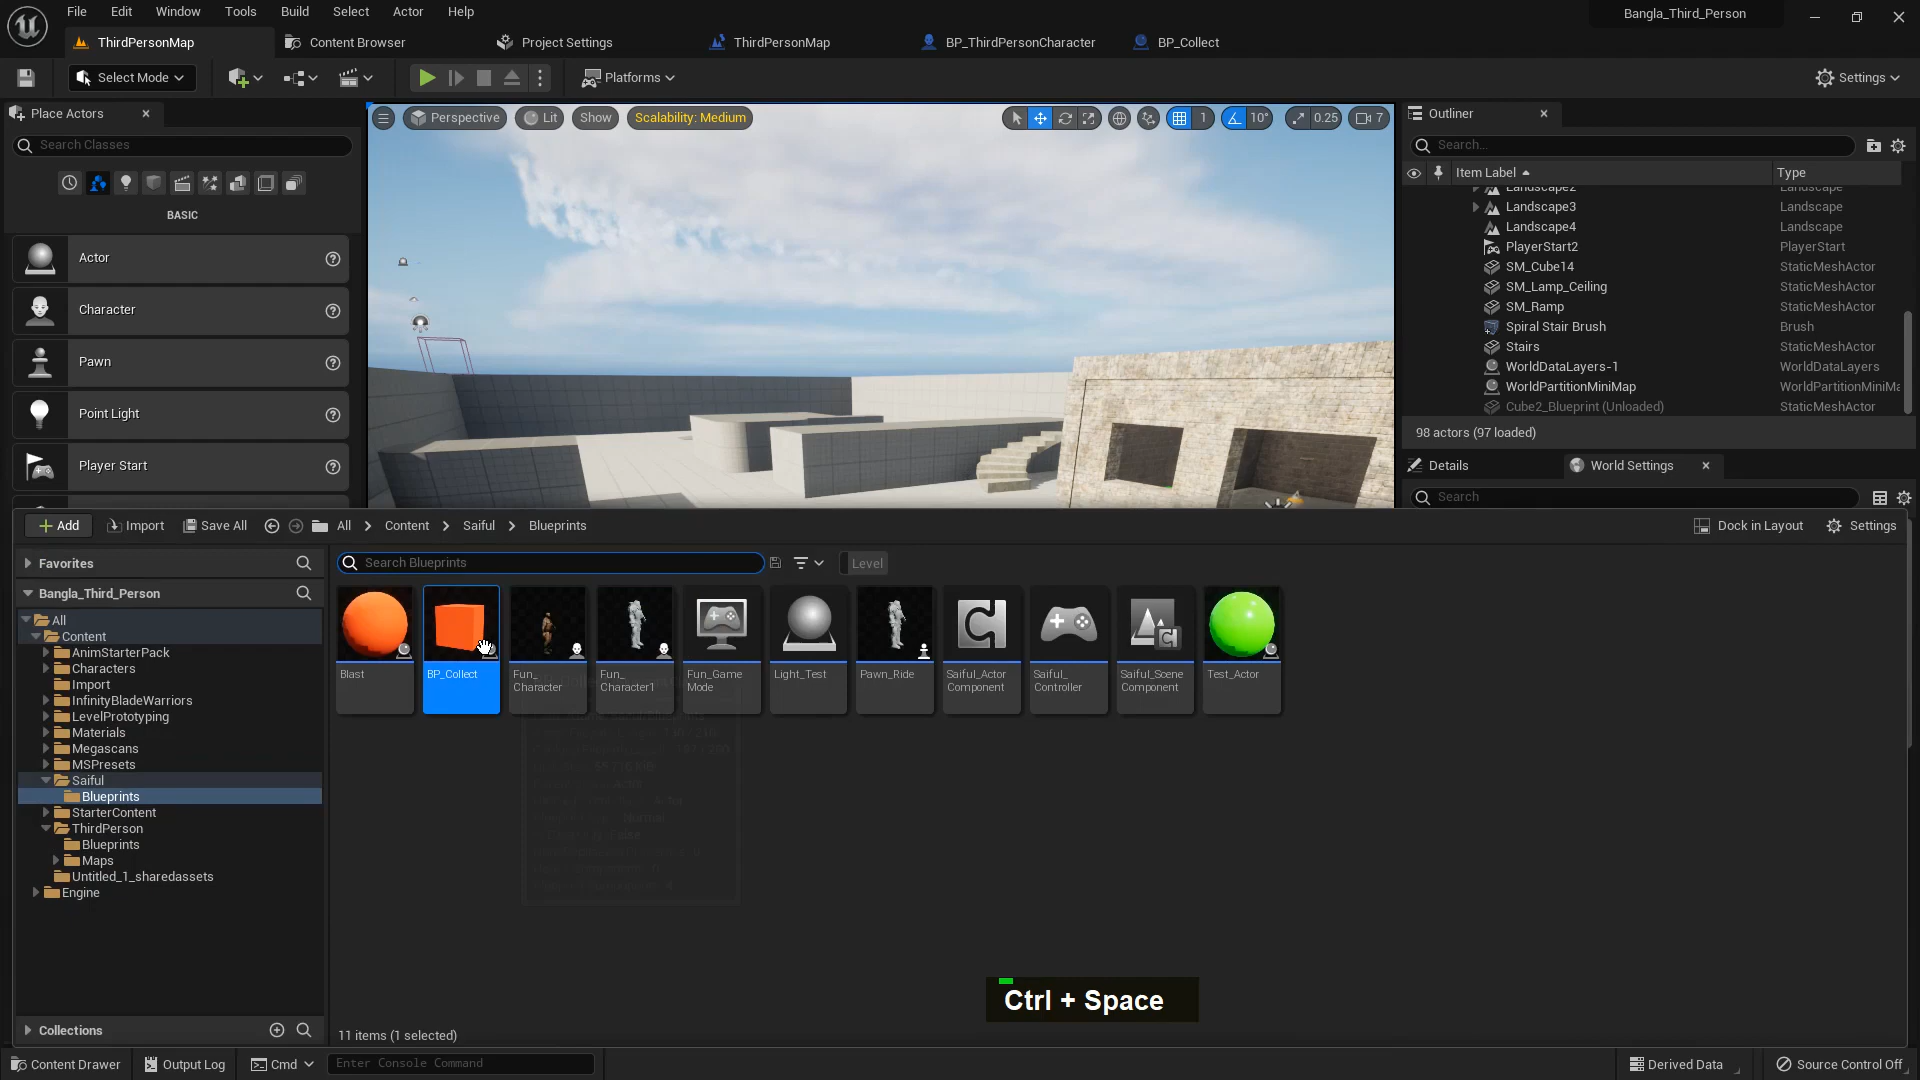 File Edit Window Tools Build Select Actor Help
Bangla_Third_Person
ThirdPersonMap Content Browser Project Settings ThirdPersonMap BP_ThirdPersonCharacter BP_Collect
Select Mode Platforms Settings
Place Actors
Search Classes
BASIC
Actor
Character
Pawn
Point Light
Player Start
Perspective Lit Show Scalability: Medium 1 10° 0.25 7
Outliner
Search...
Item Label Type
Landscape2 Landscape
Landscape3 Landscape
Landscape4 Landscape
PlayerStart2 PlayerStart
SM_Cube14 StaticMeshActor
SM_Lamp_Ceiling StaticMeshActor
SM_Ramp StaticMeshActor
Spiral Stair Brush Brush
Stairs StaticMeshActor
WorldDataLayers-1 WorldDataLayers
WorldPartitionMiniMap WorldPartitionMiniMa
Cube2_Blueprint (Unloaded) StaticMeshActor
98 actors (97 loaded)
Details World Settings
Search
Add Import Save All All Content Saiful Blueprints Dock in Layout Settings
Favorites
Bangla_Third_Person
All
Content
AnimStarterPack
Characters
Import
InfinityBladeWarriors
LevelPrototyping
Materials
Megascans
MSPresets
Saiful
Blueprints
StarterContent
ThirdPerson
Blueprints
Maps
Untitled_1_sharedassets
Engine
Collections
Search Blueprints Level
Blast
BP_Collect
Fun_
Character
Fun_
Character1
Fun_Game
Mode
Light_Test
Pawn_Ride
Saiful_Actor
Component
Saiful_
Controller
Saiful_Scene
Component
Test_Actor
Ctrl + Space
11 items (1 selected)
Content Drawer Output Log Cmd Enter Console Command Derived Data Source Control Off